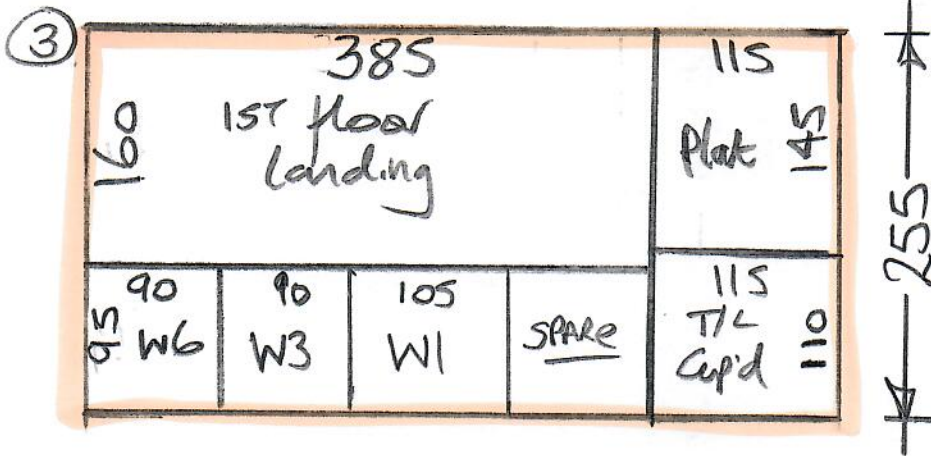 3
385
160
1ST floor
Landing
115
Plat
145
255
90
95
W6
90
W3
105
W1
SPARe
115
T/L
Cup'd
110